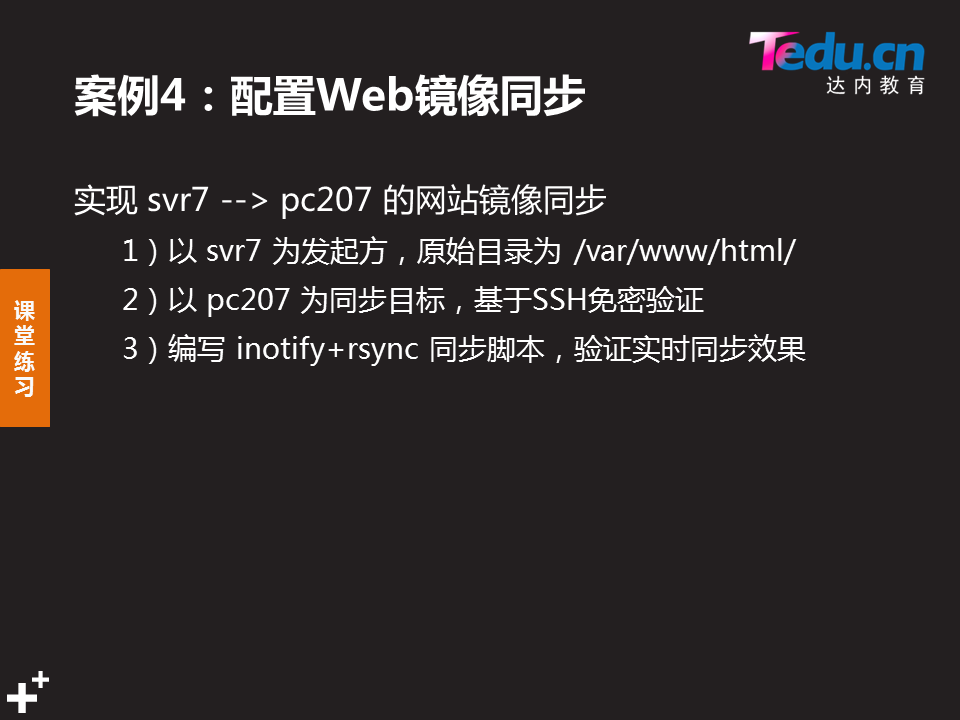 Tedu.cn
达内教育
案例4：配置Web镜像同步
实现 svr7 --> pc207 的网站镜像同步
1）以 svr7 为发起方，原始目录为 /var/www/html/
2）以 pc207 为同步目标，基于SSH免密验证
3）编写 inotify+rsync 同步脚本，验证实时同步效果
课
堂
练
习